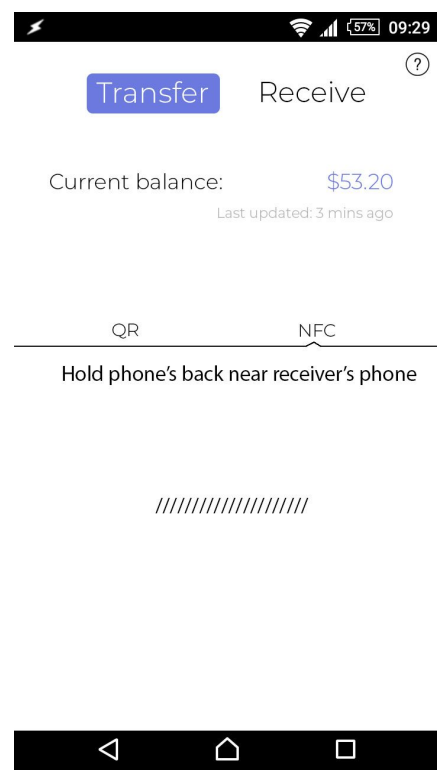 57% 09:29
?
Transfer Receive
Current balance: $53.20
Last updated: 3 mins ago
QR NFC
Hold phone's back near receiver's phone
/////////////////////